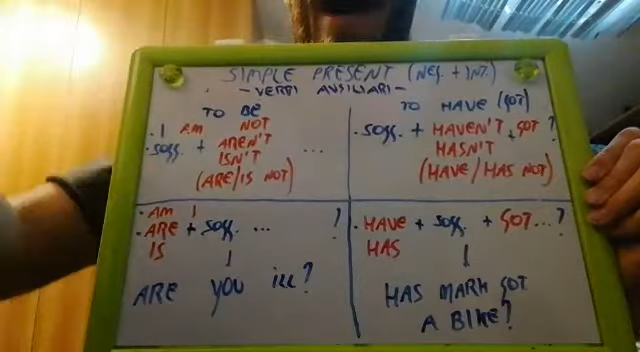 SIMPLE PRESENT (NEG. + INT.)
- VERBI AUSILIARI -
TO BE
. I AM NOT
. SOGG. + AREN'T
ISN'T
(ARE/IS NOT)
...
TO HAVE (GOT)
. SOGG. + HAVEN'T + GOT ?
HASN'T
(HAVE/HAS NOT)
. AM I
. ARE + SOGG. ... ?
IS
ARE YOU ILL?
. HAVE + SOGG. + GOT...?
HAS
HAS MARK GOT
A BIKE?